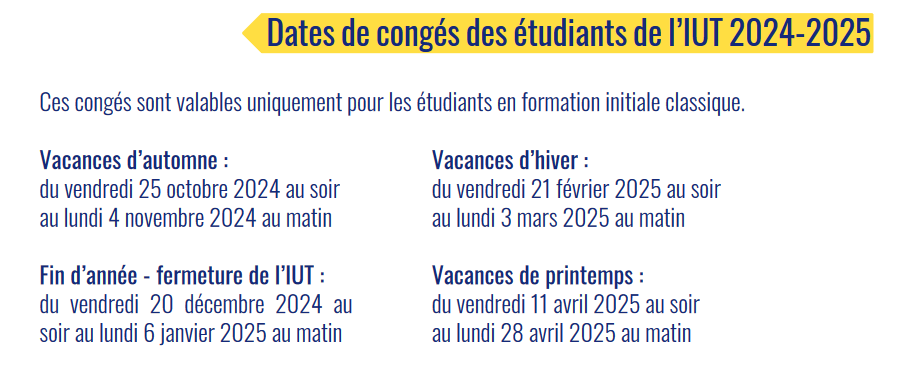 Dates de congés des étudiants de l’IUT 2024-2025
Ces congés sont valables uniquement pour les étudiants en formation initiale classique.
Vacances d’automne :
du vendredi 25 octobre 2024 au soir
au lundi 4 novembre 2024 au matin
Fin d’année - fermeture de l’IUT :
du vendredi 20 décembre 2024 au
soir au lundi 6 janvier 2025 au matin
Vacances d’hiver :
du vendredi 21 février 2025 au soir
au lundi 3 mars 2025 au matin
Vacances de printemps :
du vendredi 11 avril 2025 au soir
au lundi 28 avril 2025 au matin